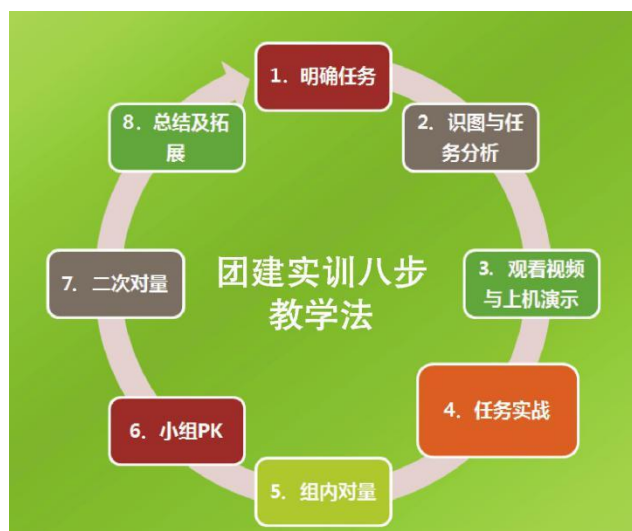 1. 明确任务
2. 识图与任
务分析
3. 观看视频
与上机演示
4. 任务实战
5. 组内对量
6. 小组PK
7. 二次对量
8. 总结及拓
展
团建实训八步
教学法